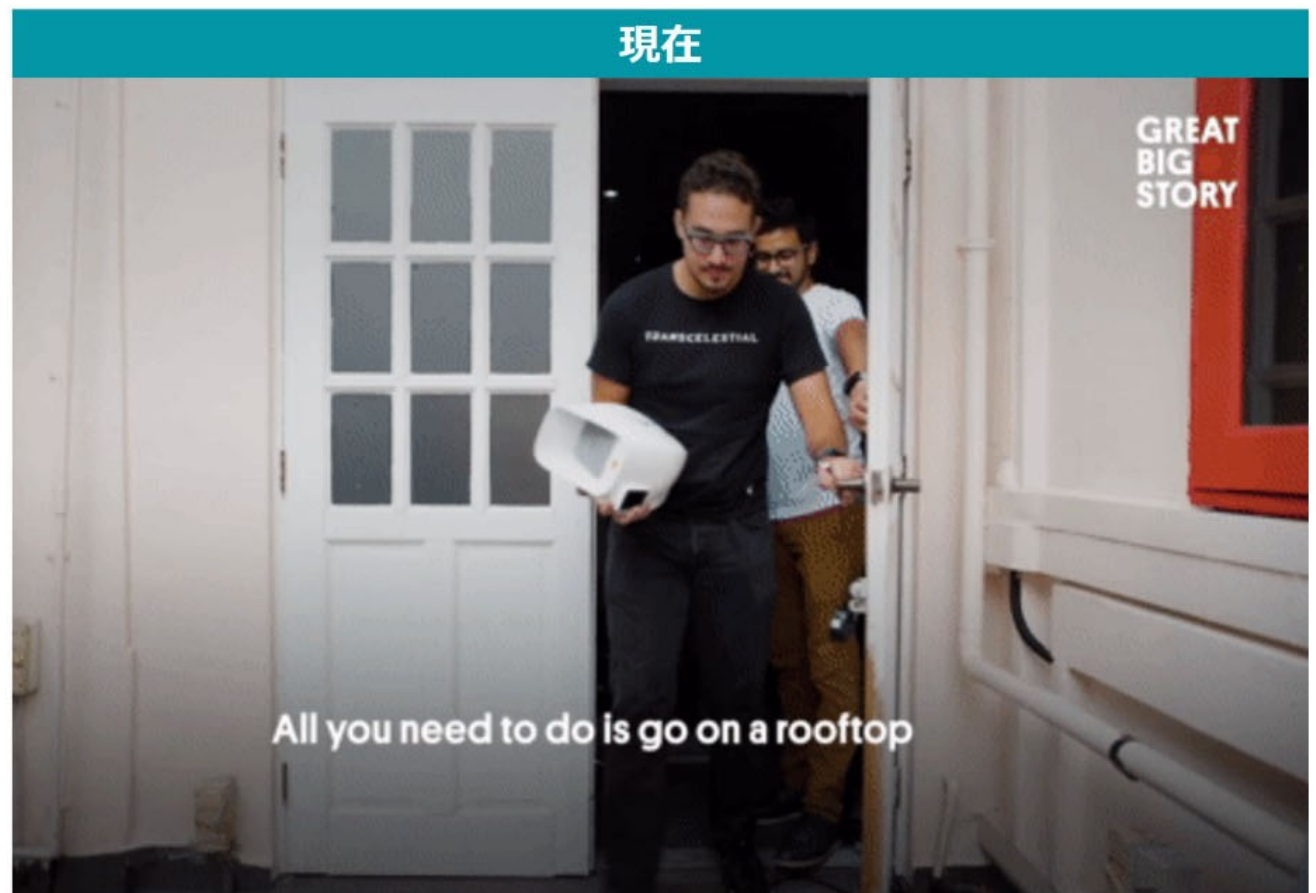 現在
GREAT
BIG
STORY
TRANSCELESTIAL
All you need to do is go on a rooftop